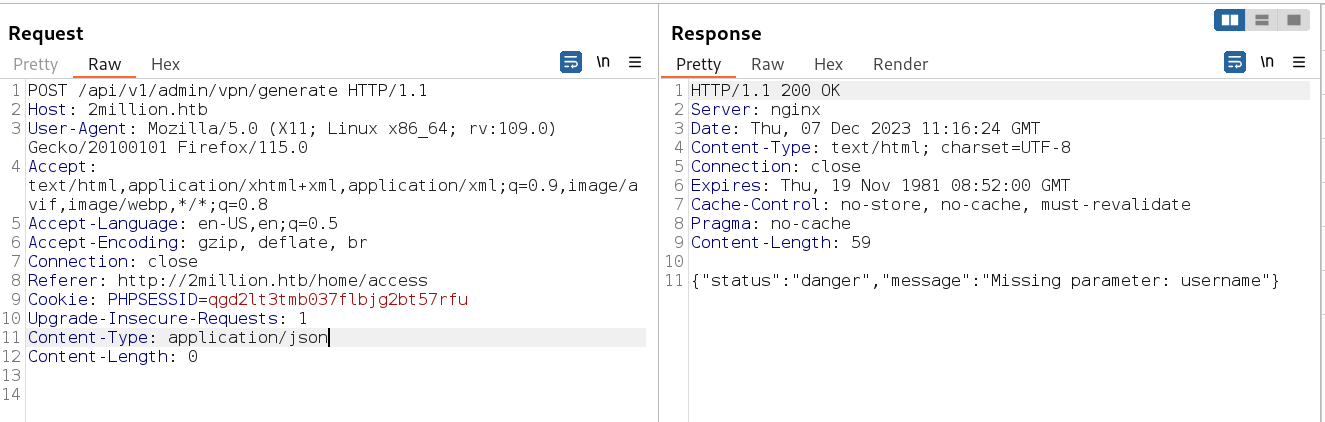 Request
Pretty Raw Hex \n
1 POST /api/v1/admin/vpn/generate HTTP/1.1
2 Host: 2million.htb
3 User-Agent: Mozilla/5.0 (X11; Linux x86_64; rv:109.0)
Gecko/20100101 Firefox/115.0
4 Accept:
text/html,application/xhtml+xml,application/xml;q=0.9,image/a
vif,image/webp,*/*;q=0.8
5 Accept-Language: en-US,en;q=0.5
6 Accept-Encoding: gzip, deflate, br
7 Connection: close
8 Referer: http://2million.htb/home/access
9 Cookie: PHPSESSID=qgd2lt3tmb037flbjg2bt57rfu
10 Upgrade-Insecure-Requests: 1
11 Content-Type: application/json
12 Content-Length: 0
13
14
Response
Pretty Raw Hex Render \n
1 HTTP/1.1 200 OK
2 Server: nginx
3 Date: Thu, 07 Dec 2023 11:16:24 GMT
4 Content-Type: text/html; charset=UTF-8
5 Connection: close
6 Expires: Thu, 19 Nov 1981 08:52:00 GMT
7 Cache-Control: no-store, no-cache, must-revalidate
8 Pragma: no-cache
9 Content-Length: 59
10
11 {"status":"danger","message":"Missing parameter: username"}